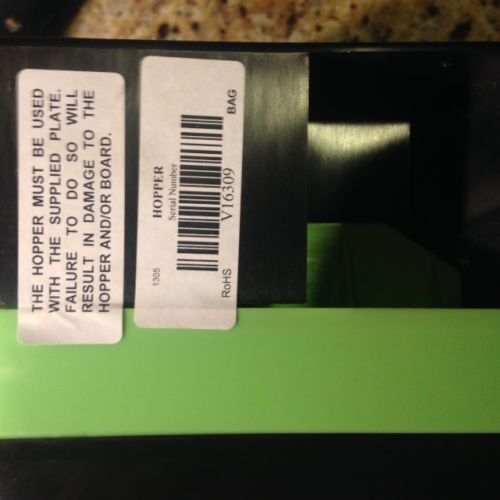 THE HOPPER MUST BE USED
WITH THE SUPPLIED PLATE.
FAILURE TO DO SO WILL
RESULT IN DAMAGE TO THE
HOPPER AND/OR BOARD.
1305
HOPPER
Serial Number
V16309
RoHS
BAG